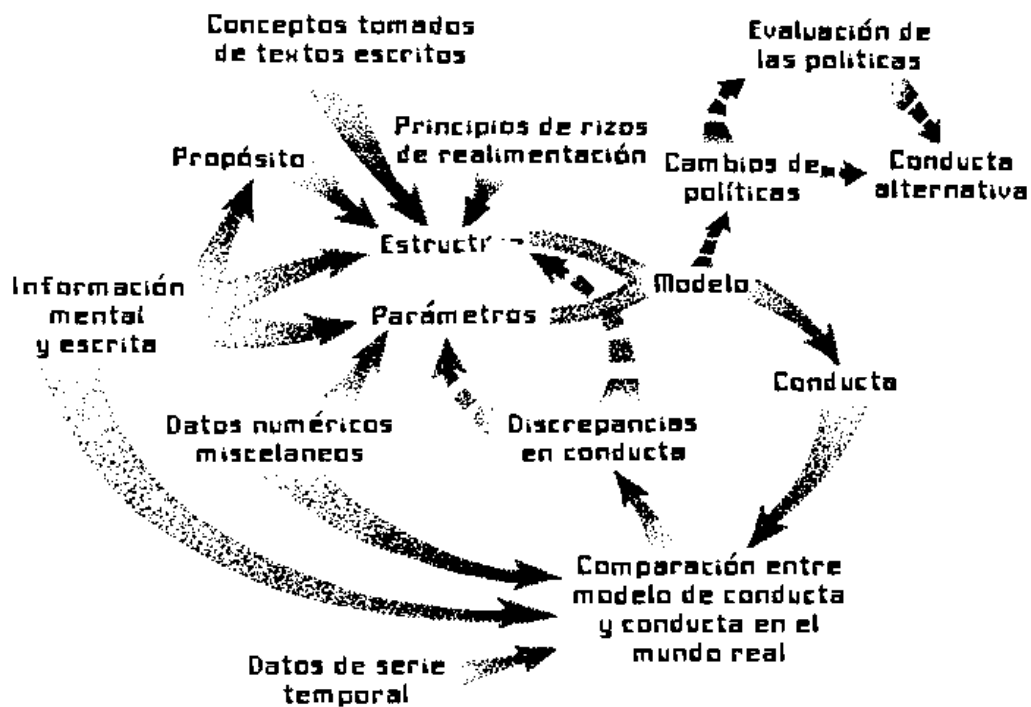 Conceptos tomados
de textos escritos
Evaluación de
las políticas
Principios de rizos
de realimentación
Propósito
Cambios de
políticas
Conducta
alternativa
Información
mental
y escrita
Parámetros
Modelo
Conducta
Datos numéricos
miscelaneos
Discrepancias
en conducta
Comparación entre
modelo de conducta
y conducta en el
mundo real
Datos de serie
temporal